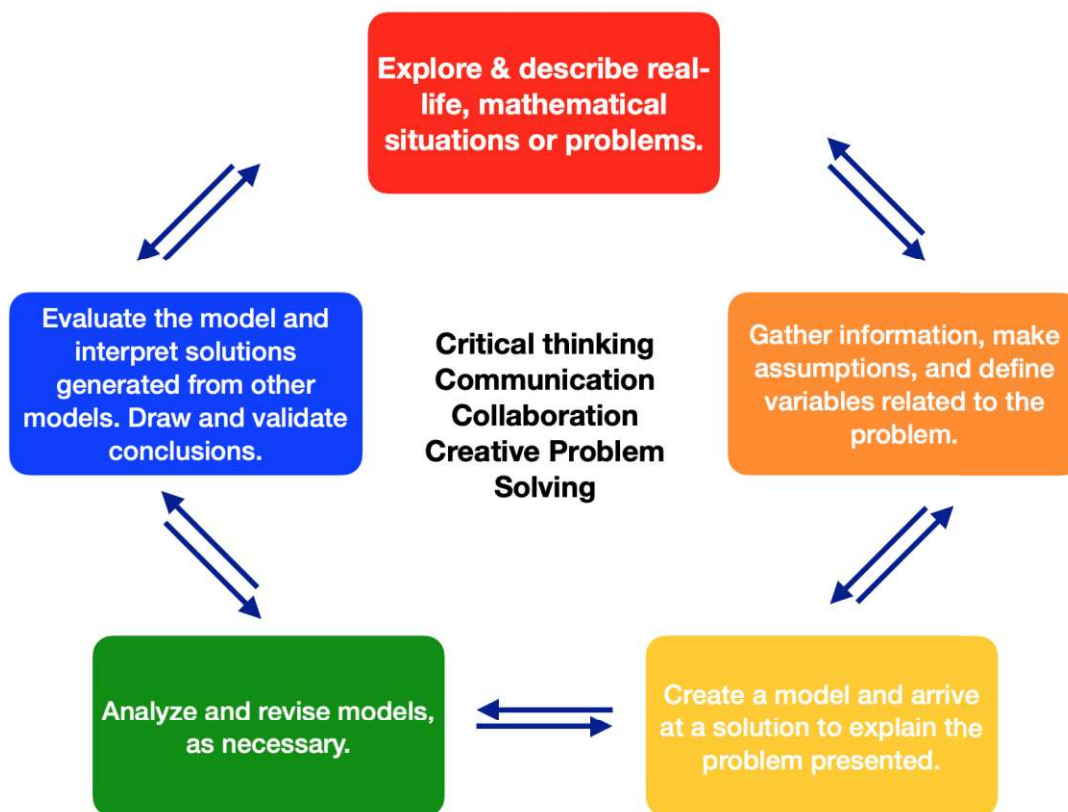 Explore & describe real-
life, mathematical
situations or problems.
Evaluate the model and
interpret solutions
generated from other
models. Draw and validate
conclusions.
Critical thinking
Communication
Collaboration
Creative Problem
Solving
Gather information, make
assumptions, and define
variables related to the
problem.
Analyze and revise models,
as necessary.
Create a model and arrive
at a solution to explain the
problem presented.